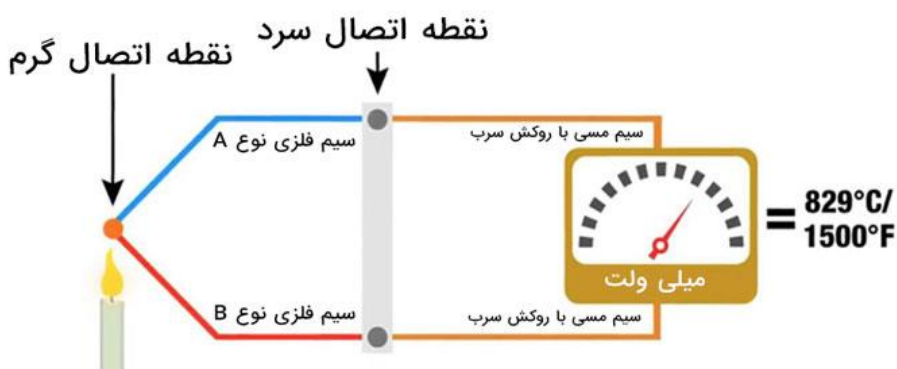 نقطه اتصال سرد
نقطه اتصال گرم
سیم فلزی نوع A
سیم مسی با روکش سرب
میلی ولت
= 829°C/
1500°F
سیم فلزی نوع B
سیم مسی با روکش سرب